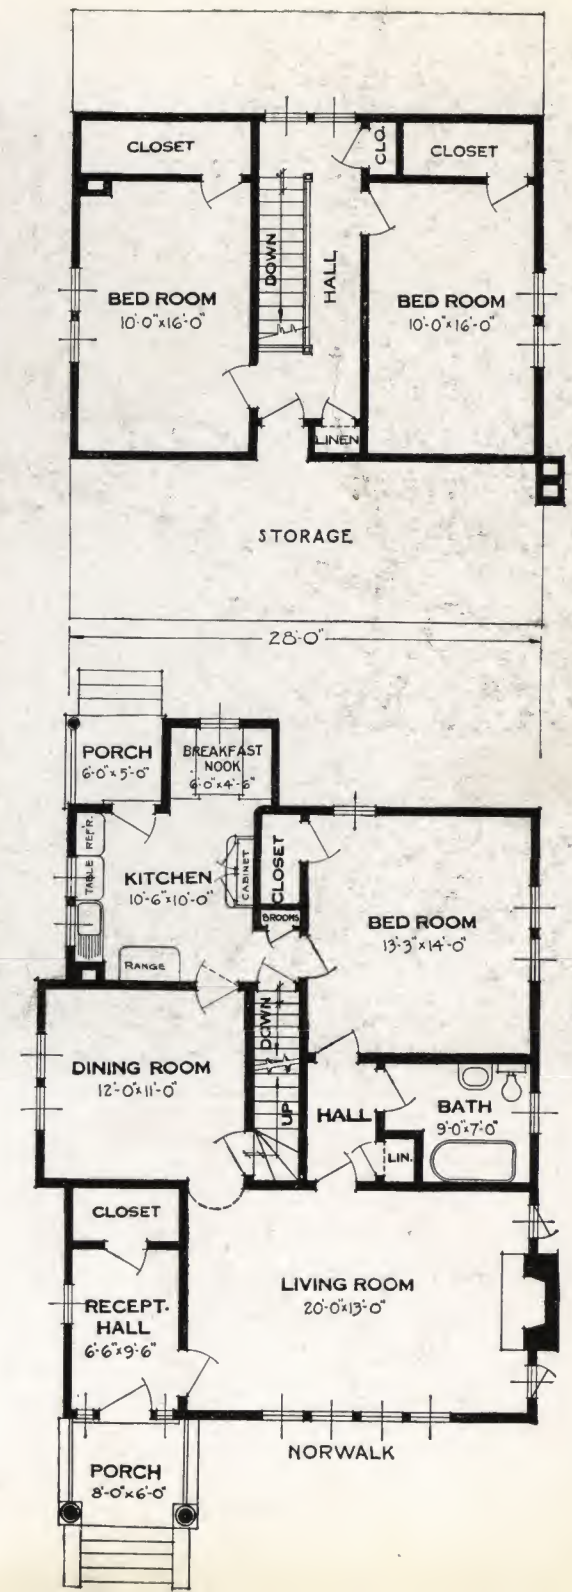 CLOSET
CLO.
CLOSET
DOWN
HALL
BED ROOM
10'-0"x16'-0"
BED ROOM
10'-0"x16'-0"
LINEN
STORAGE
28'-0"
PORCH
6'-0"x5'-0"
BREAKFAST
NOOK
6'-0"x4'-6"
REFR.
TABLE
KITCHEN
10'-6"x10'-0"
CABINET
CLOSET
BROOMS
BED ROOM
13'-3"x14'-0"
RANGE
DOWN
DINING ROOM
12'-0"x11'-0"
UP
HALL
BATH
9'-0"x7'-0"
LIN.
CLOSET
LIVING ROOM
20'-0"x13'-0"
RECEPT.
HALL
6'-6"x9'-6"
NORWALK
PORCH
8'-0"x6'-0"